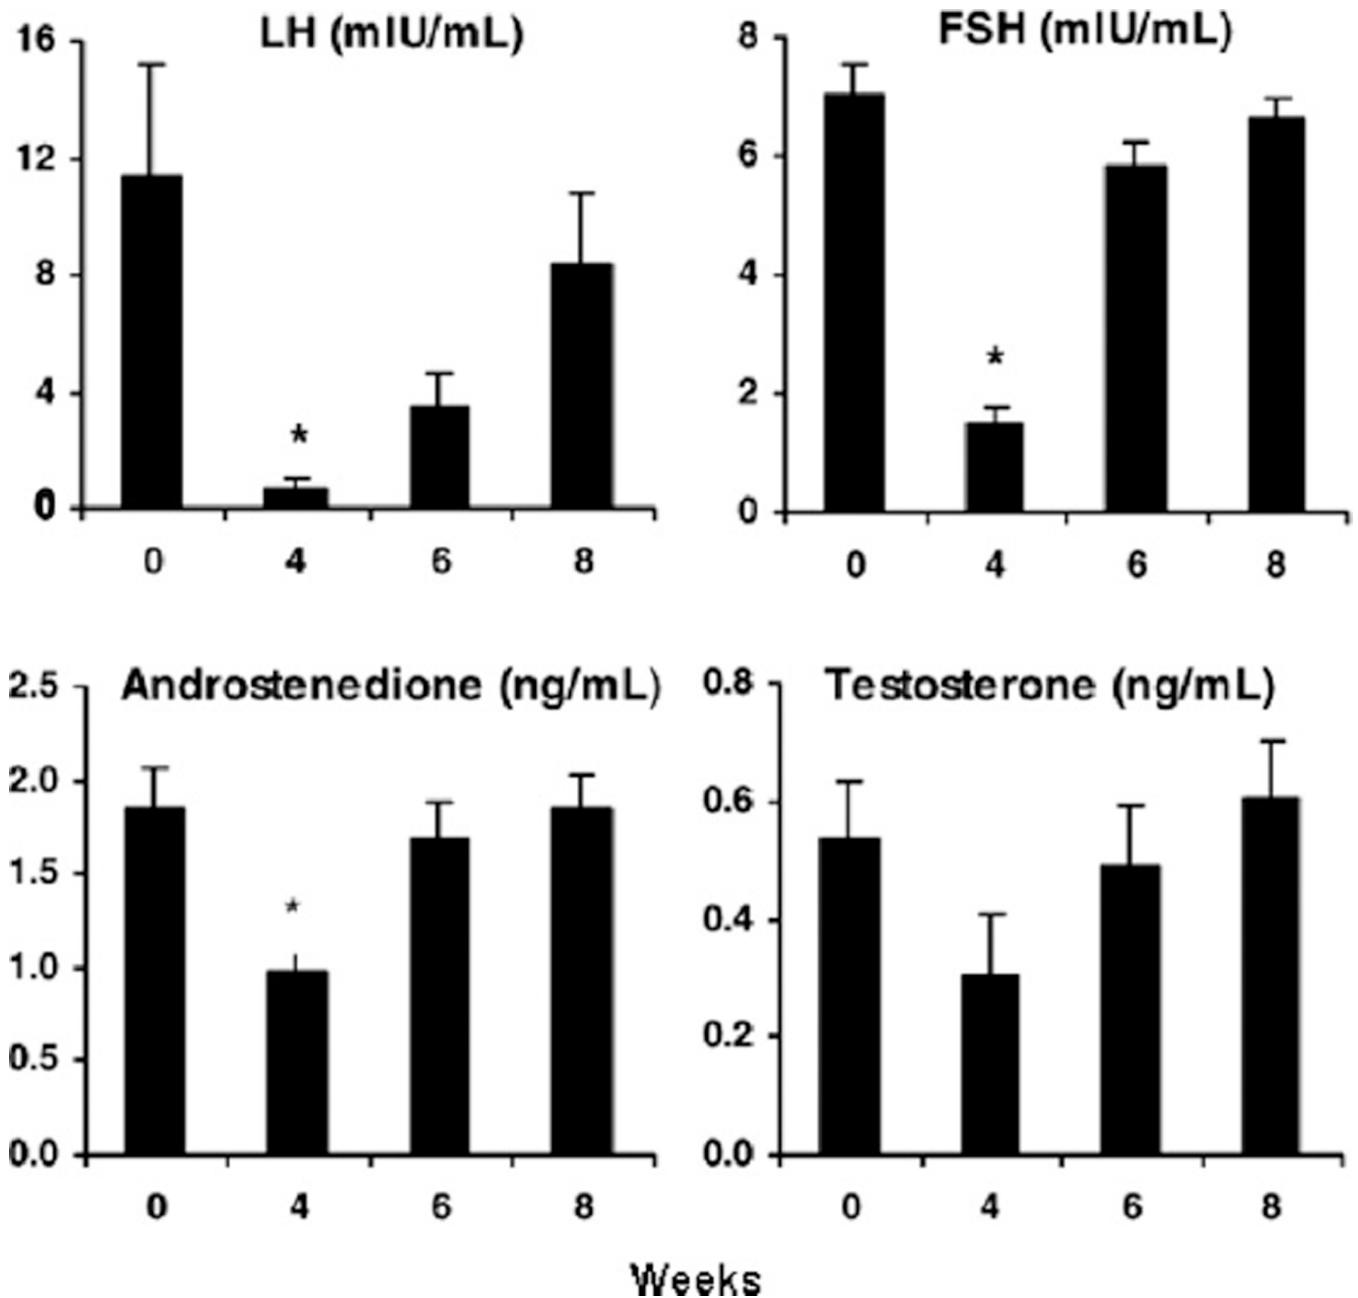 LH (mIU/mL)
16
12
8
4
0
*
0 4 6 8
FSH (mIU/mL)
8
6
4
2
0
*
0 4 6 8
Androstenedione (ng/mL)
2.5
2.0
1.5
1.0
0.5
0.0
*
0 4 6 8
Testosterone (ng/mL)
0.8
0.6
0.4
0.2
0.0
0 4 6 8
Weeks